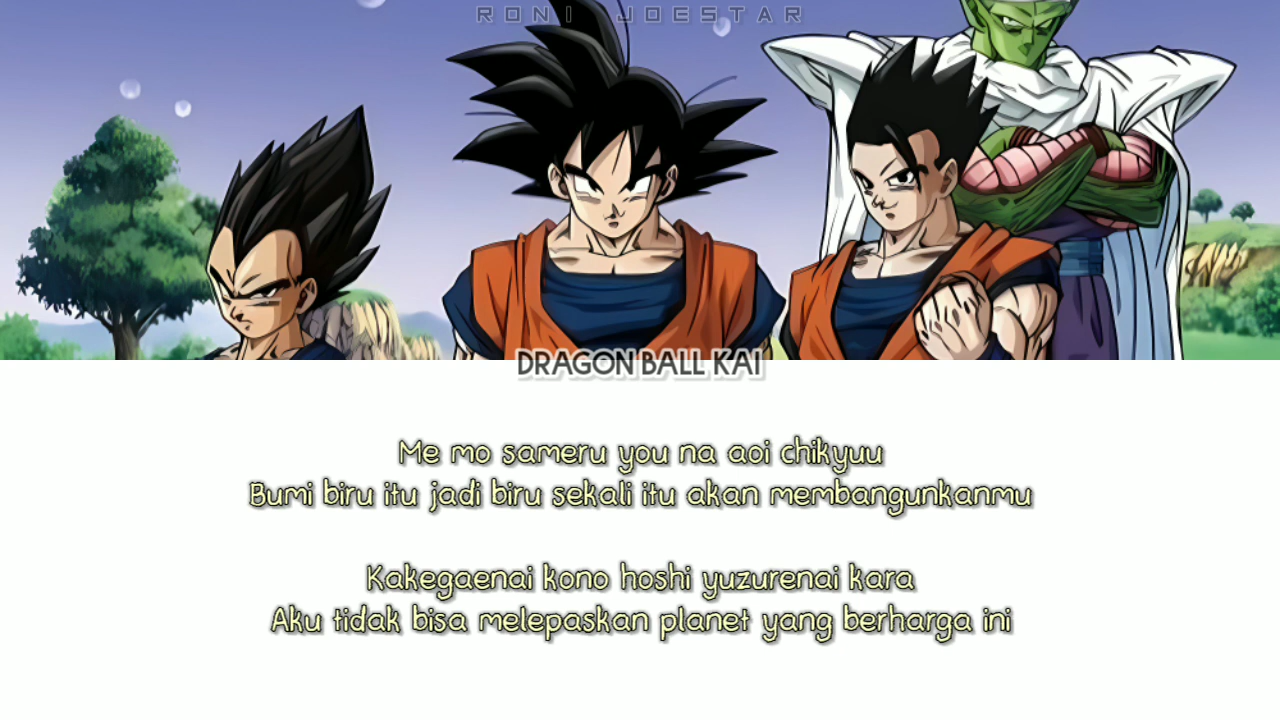 RONI JOESTAR
DRAGON BALL KAI
Me mo sameru you na aoi chikyuu
Bumi biru itu jadi biru sekali itu akan membangunkanmu
Kakegaenai kono hoshi yuzurenai kara
Aku tidak bisa melepaskan planet yang berharga ini